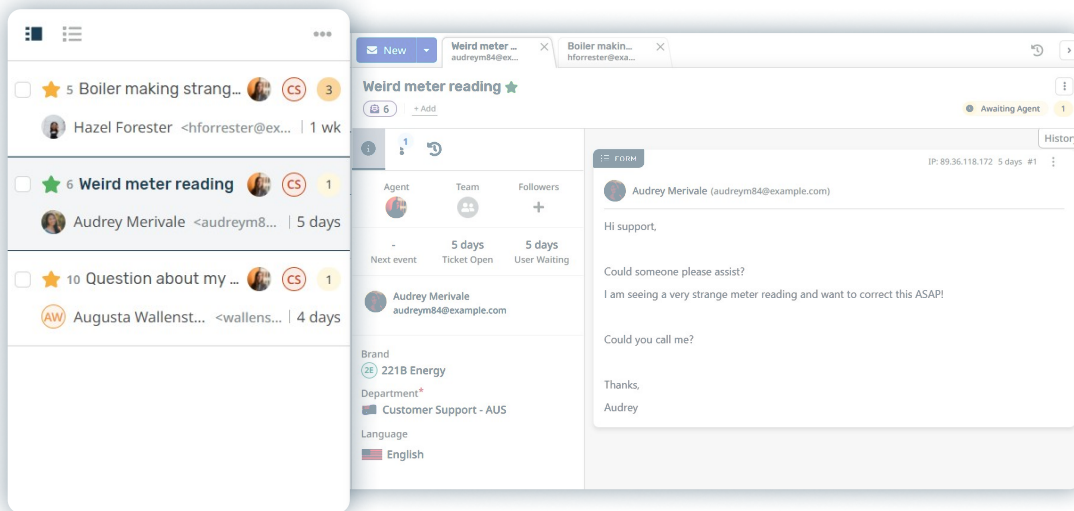 5 Boiler making strang... CS 3
Hazel Forester <hforrester@ex... 1 wk
6 Weird meter reading CS 1
Audrey Merivale <audreym8... 5 days
10 Question about my ... CS 1
AW Augusta Wallenst... <wallens... 4 days
New
Weird meter ...
audreym84@ex...
Boiler makin...
hforrester@exa...
Weird meter reading
6 + Add
Awaiting Agent 1
1
History
Agent Team Followers
- 5 days 5 days
Next event Ticket Open User Waiting
Audrey Merivale
audreym84@example.com
Brand
2E 221B Energy
Department*
Customer Support - AUS
Language
English
FORM
IP: 89.36.118.172 5 days #1
Audrey Merivale (audreym84@example.com)
Hi support,
Could someone please assist?
I am seeing a very strange meter reading and want to correct this ASAP!
Could you call me?
Thanks,
Audrey